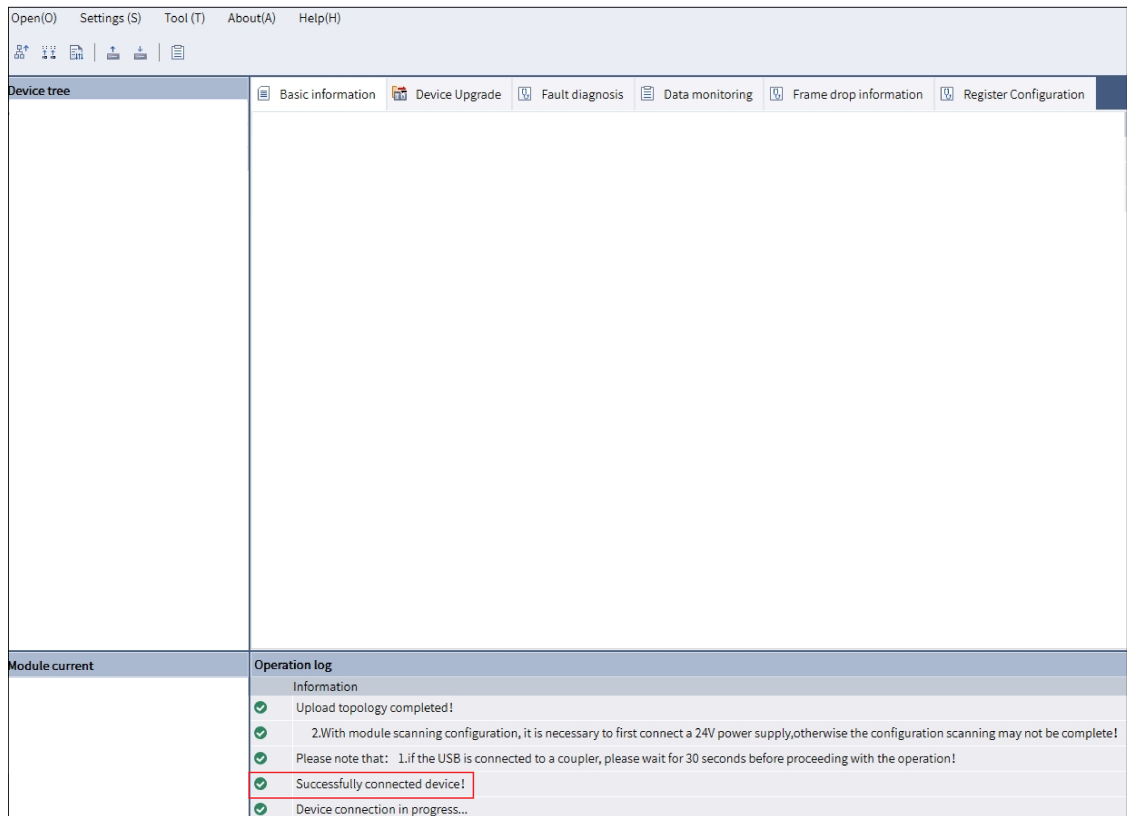 Open(O) Settings (S) Tool (T) About(A) Help(H)
Device tree
Basic information Device Upgrade Fault diagnosis Data monitoring Frame drop information Register Configuration
Module current
Operation log
Information
Upload topology completed!
2.With module scanning configuration, it is necessary to first connect a 24V power supply,otherwise the configuration scanning may not be complete!
Please note that: 1.if the USB is connected to a coupler, please wait for 30 seconds before proceeding with the operation!
Successfully connected device!
Device connection in progress...